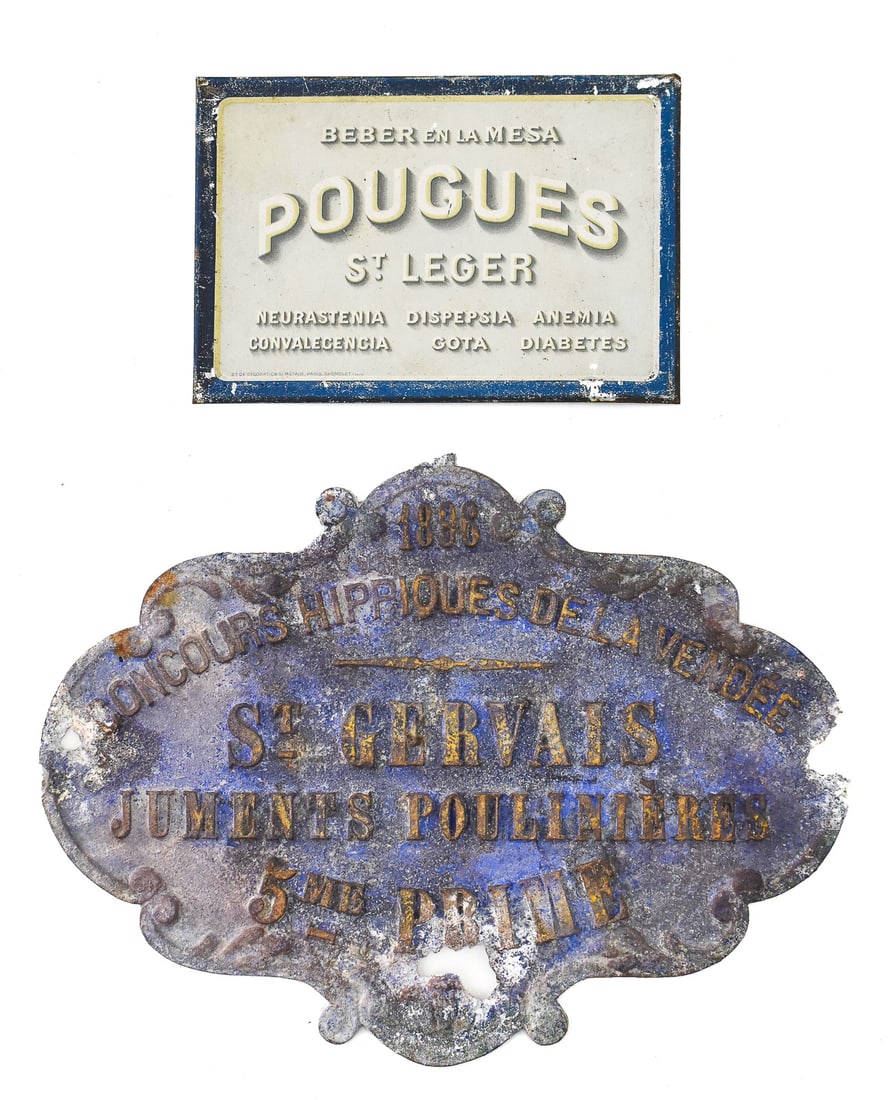 BEBER EN LA MESA
POUGUES
ST LEGER
NEURASTENIA DISPEPSIA ANEMIA
CONVALECENCIA GOTA DIABETES
1896
CONCOURS HIPPIQUES DE LA VENDÉE
ST GERVAIS
JUMENTS POULINIÈRES
5ME PRIME